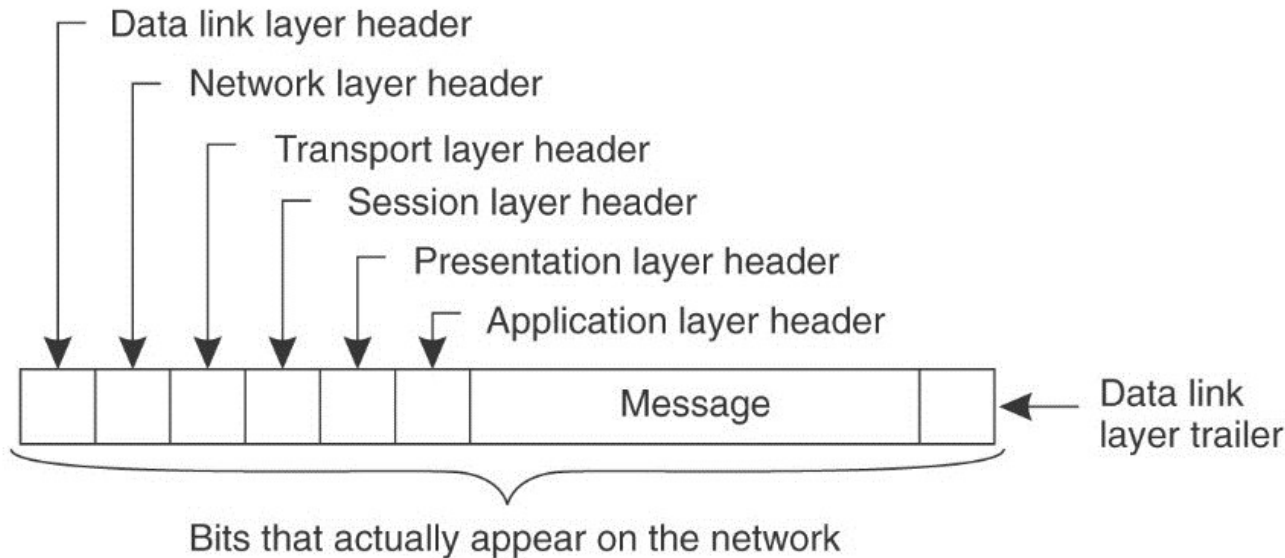 Data link layer header
Network layer header
Transport layer header
Session layer header
Presentation layer header
Application layer header
Message
Data link
layer trailer
Bits that actually appear on the network